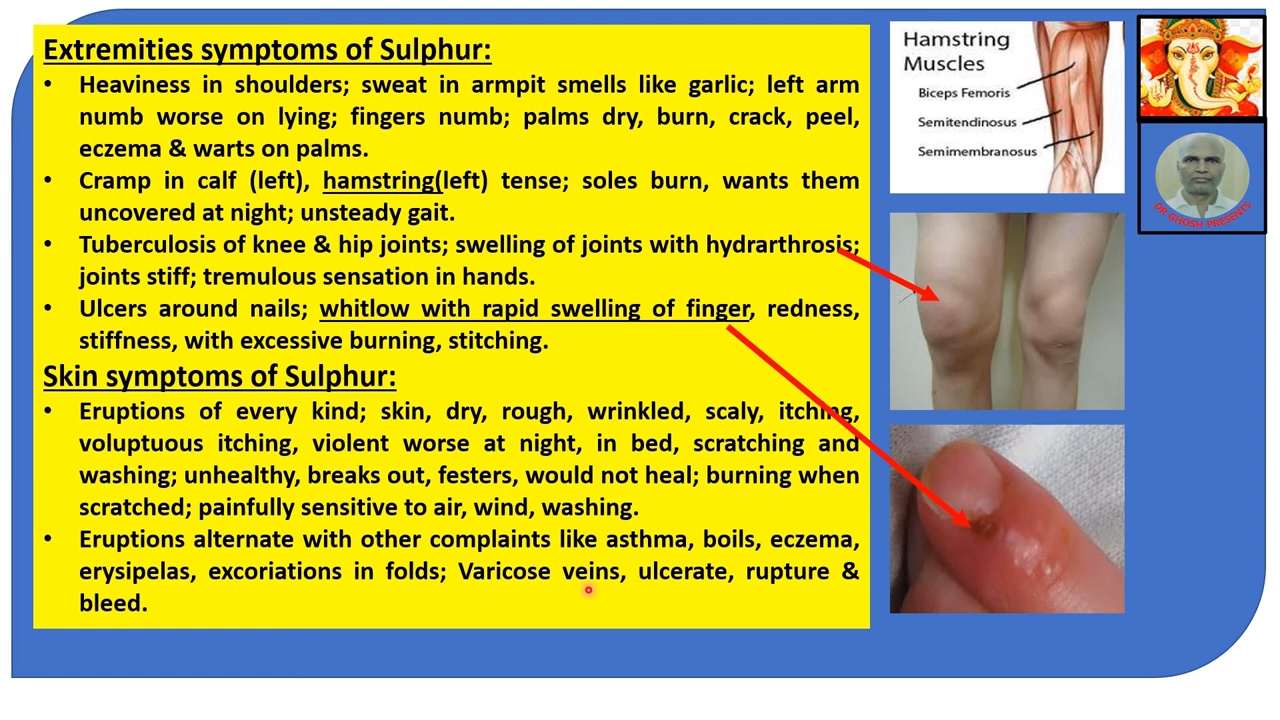 Extremities symptoms of Sulphur:
• Heaviness in shoulders; sweat in armpit smells like garlic; left arm
numb worse on lying; fingers numb; palms dry, burn, crack, peel,
eczema & warts on palms.
• Cramp in calf (left), hamstring(left) tense; soles burn, wants them
uncovered at night; unsteady gait.
• Tuberculosis of knee & hip joints; swelling of joints with hydrarthrosis;
joints stiff; tremulous sensation in hands.
• Ulcers around nails; whitlow with rapid swelling of finger, redness,
stiffness, with excessive burning, stitching.
Skin symptoms of Sulphur:
• Eruptions of every kind; skin, dry, rough, wrinkled, scaly, itching,
voluptuous itching, violent worse at night, in bed, scratching and
washing; unhealthy, breaks out, festers, would not heal; burning when
scratched; painfully sensitive to air, wind, washing.
• Eruptions alternate with other complaints like asthma, boils, eczema,
erysipelas, excoriations in folds; Varicose veins, ulcerate, rupture &
bleed.
Hamstring
Muscles
Biceps Femoris
Semitendinosus
Semimembranosus
DR GHOSH PRESENTS